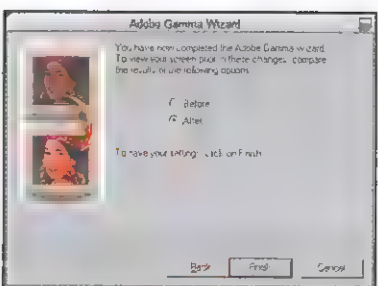 Adobe Gamma Wizard
You have now completed the Adobe Gamma wizard.
To view your screen prior to these changes, compare
the results of the following options:
Before
After
To save your settings, click on Finish.
Back
Finish
Cancel